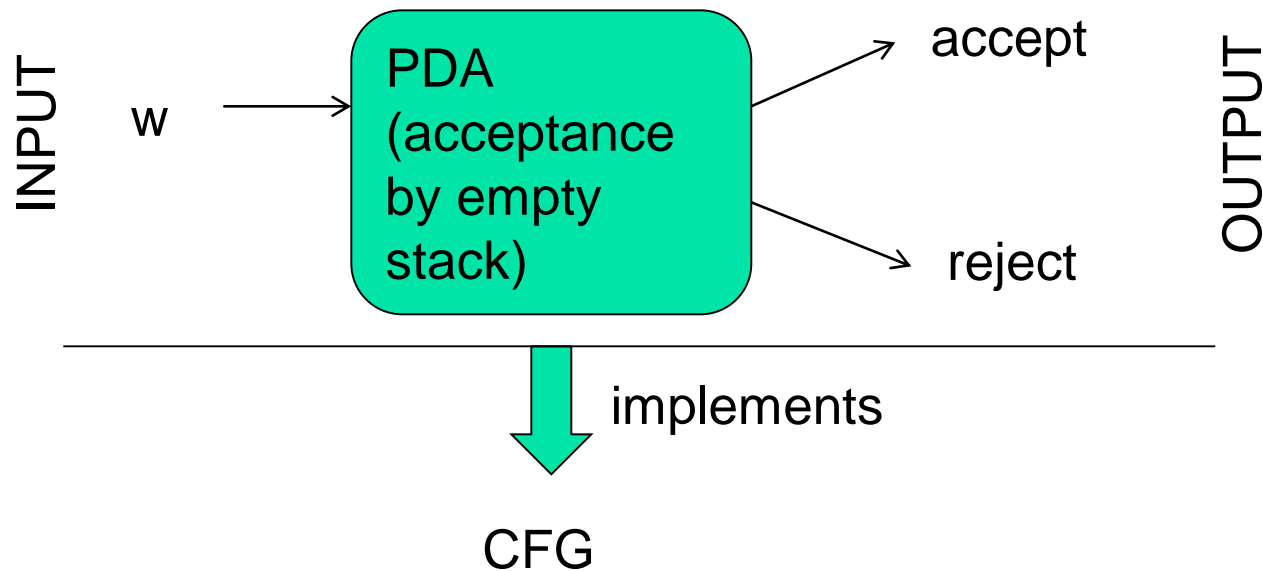 INPUT
w
PDA
(acceptance
by empty
stack)
accept
reject
OUTPUT
implements
CFG